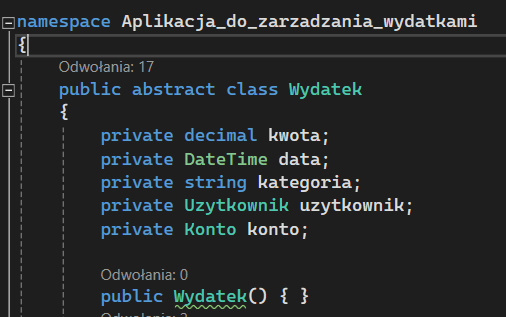 namespace Aplikacja_do_zarzadzania_wydatkami
{
Odwołania: 17
public abstract class Wydatek
{
private decimal kwota;
private DateTime data;
private string kategoria;
private Uzytkownik uzytkownik;
private Konto konto;
Odwołania: 0
public Wydatek() { }